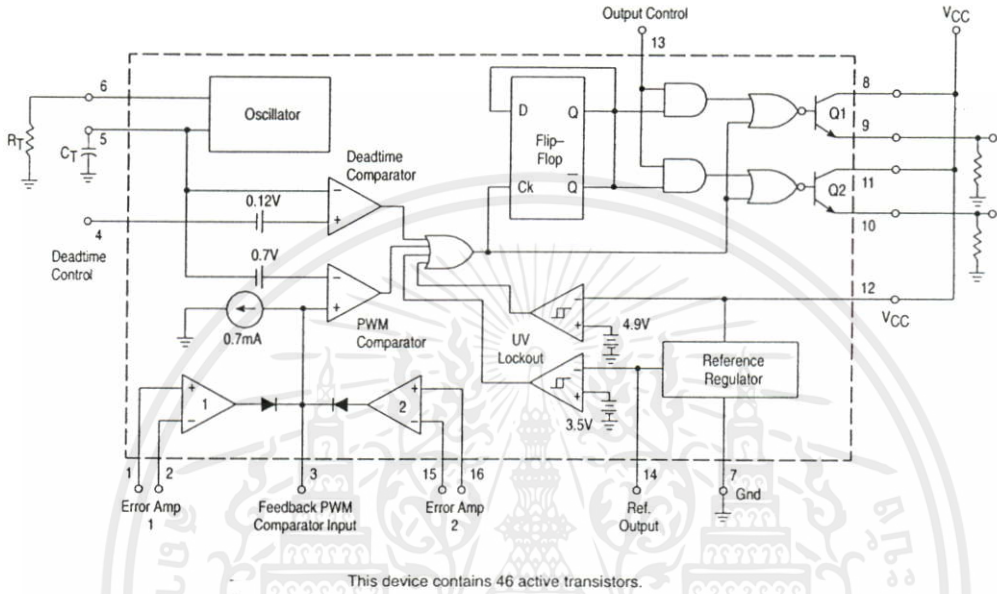 Output Control
VCC
13
6
Oscillator
D
Q
8
Q1
5
9
RT
CT
Flip–
Flop
Deadtime
Comparator
Ck
Q
11
0.12V
Q2
4
10
Deadtime
Control
0.7V
12
VCC
0.7mA
PWM
Comparator
UV
Lockout
4.9V
Reference
Regulator
1
2
3.5V
1
2
3
15
16
14
7
Gnd
Error Amp
1
Feedback PWM
Comparator Input
Error Amp
2
Ref.
Output
This device contains 46 active transistors.